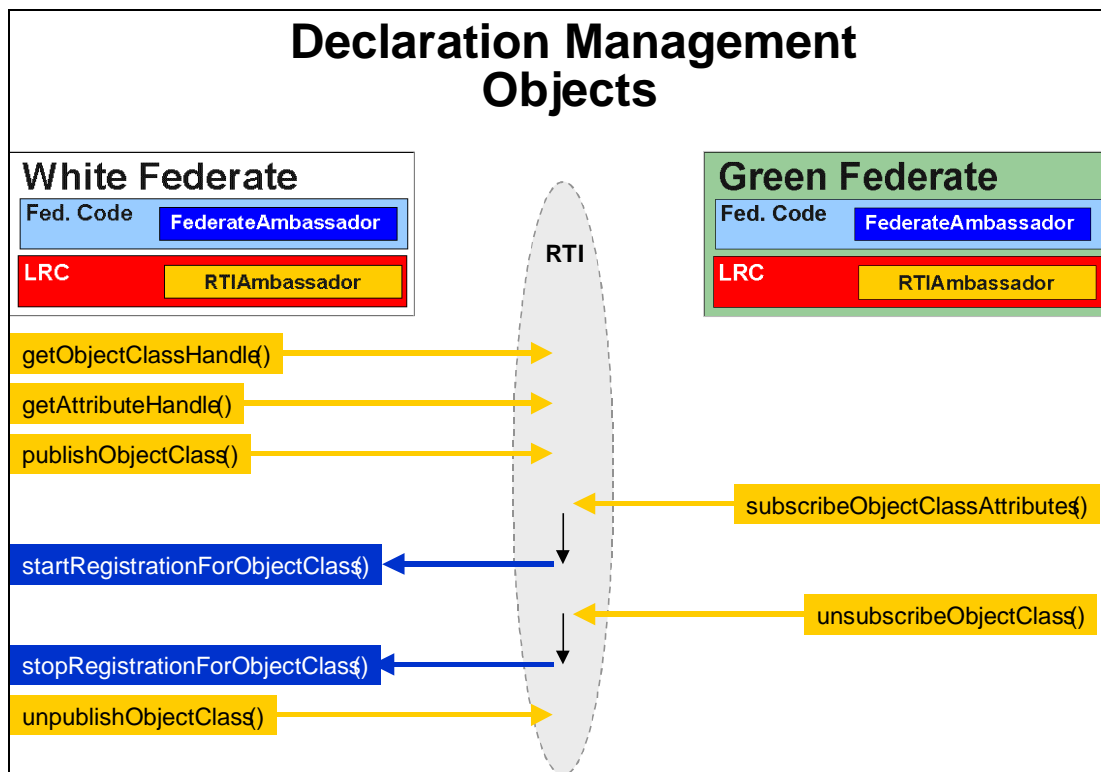 Declaration Management
Objects
White Federate
Fed. Code
FederateAmbassador
LRC
RTIAmbassador
RTI
Green Federate
Fed. Code
FederateAmbassador
LRC
RTIAmbassador
getObjectClassHandle()
getAttributeHandle()
publishObjectClass()
subscribeObjectClassAttributes()
startRegistrationForObjectClass()
unsubscribeObjectClass()
stopRegistrationForObjectClass()
unpublishObjectClass()